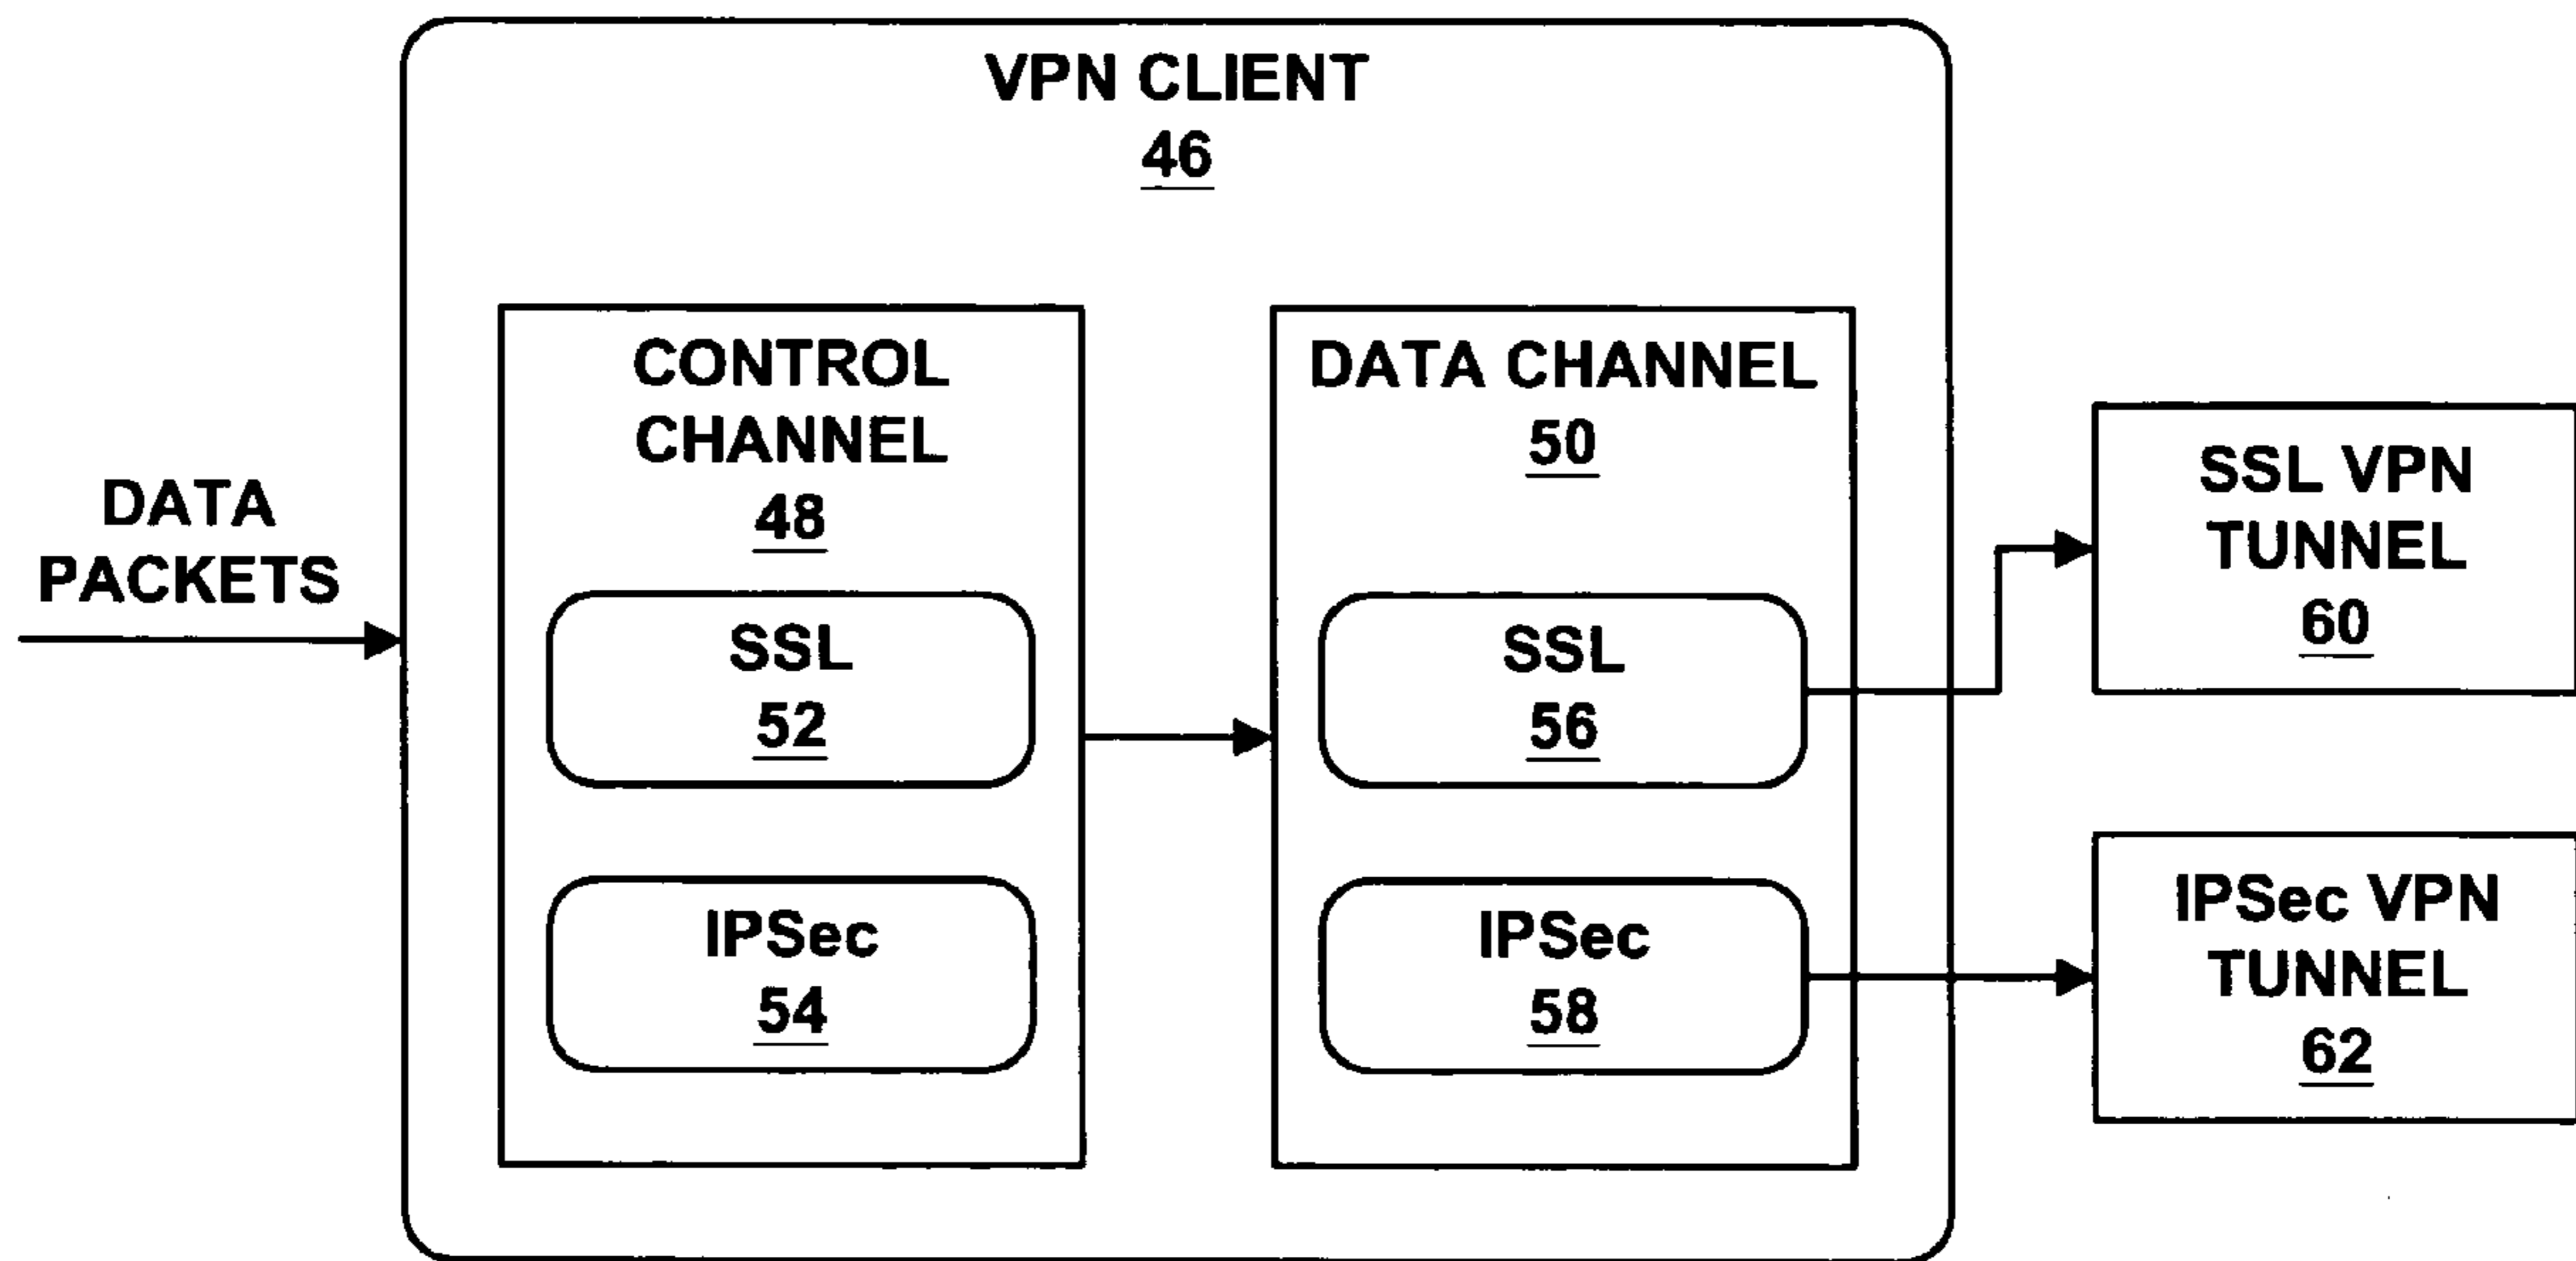 VPN CLIENT
46
DATA
PACKETS
CONTROL
CHANNEL
48
SSL
52
IPSec
54
DATA CHANNEL
50
SSL
56
IPSec
58
SSL VPN
TUNNEL
60
IPSec VPN
TUNNEL
62